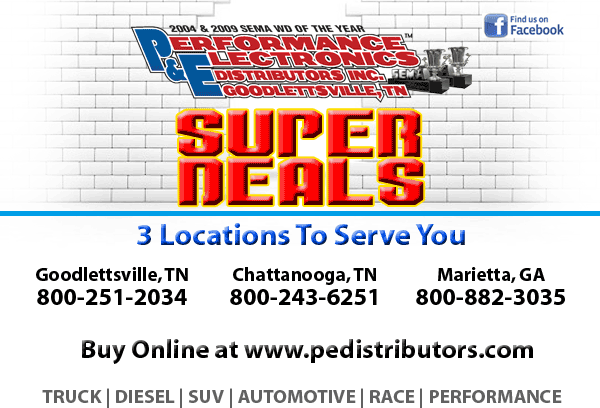 2004 & 2009 SEMA WD OF THE YEAR
Find us on
Facebook
PERFORMANCE™
& ELECTRONICS
DISTRIBUTORS INC.
GOODLETTSVILLE, TN
SEMA
SUPER
DEALS
3 Locations To Serve You
Goodlettsville, TN Chattanooga, TN Marietta, GA
800-251-2034 800-243-6251 800-882-3035
Buy Online at www.pedistributors.com
TRUCK | DIESEL | SUV | AUTOMOTIVE | RACE | PERFORMANCE